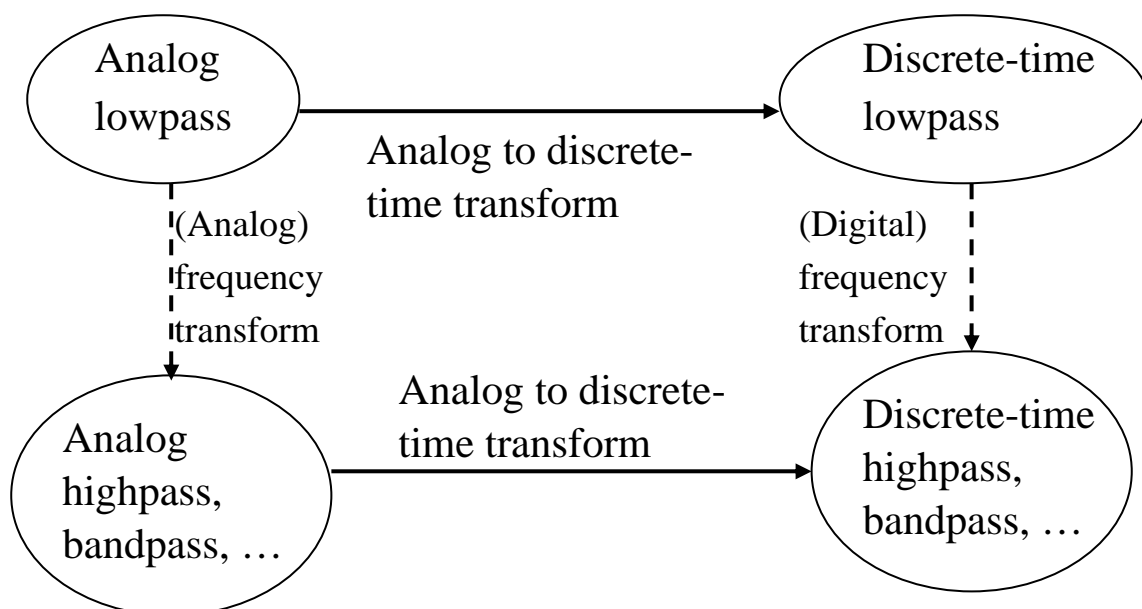 Analog
lowpass
Discrete-time
lowpass
Analog to discrete-
time transform
(Analog)
frequency
transform
(Digital)
frequency
transform
Analog to discrete-
time transform
Analog
highpass,
bandpass, …
Discrete-time
highpass,
bandpass, …